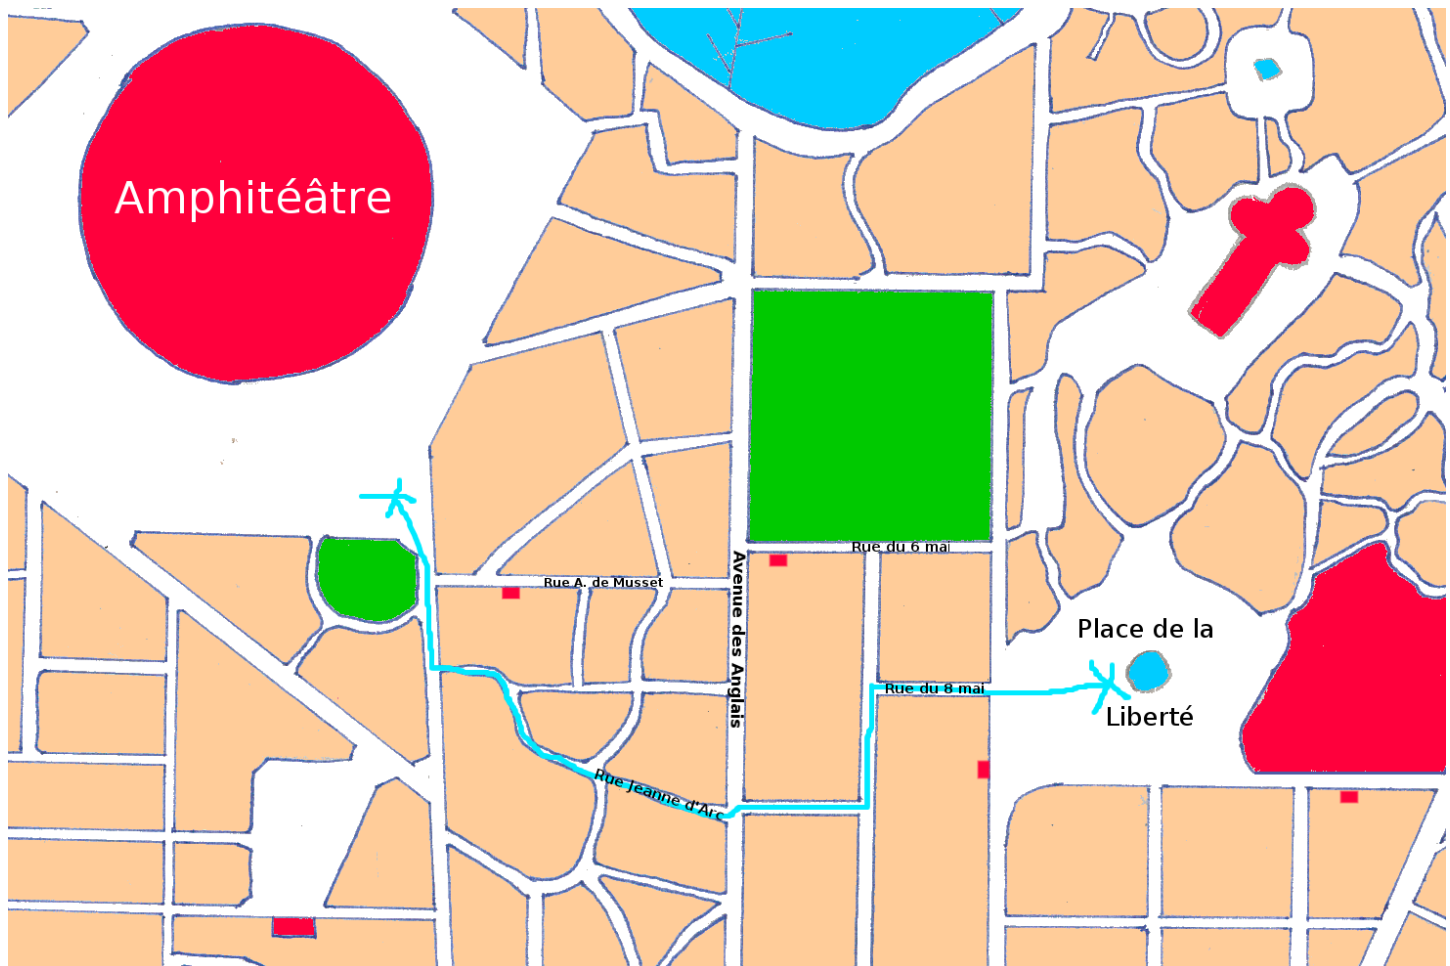 Amphitéâtre
Rue du 6 mai
Rue A. de Musset
Avenue des Anglais
Place de la
Liberté
Rue du 8 mai
Rue Jeanne d'Arc